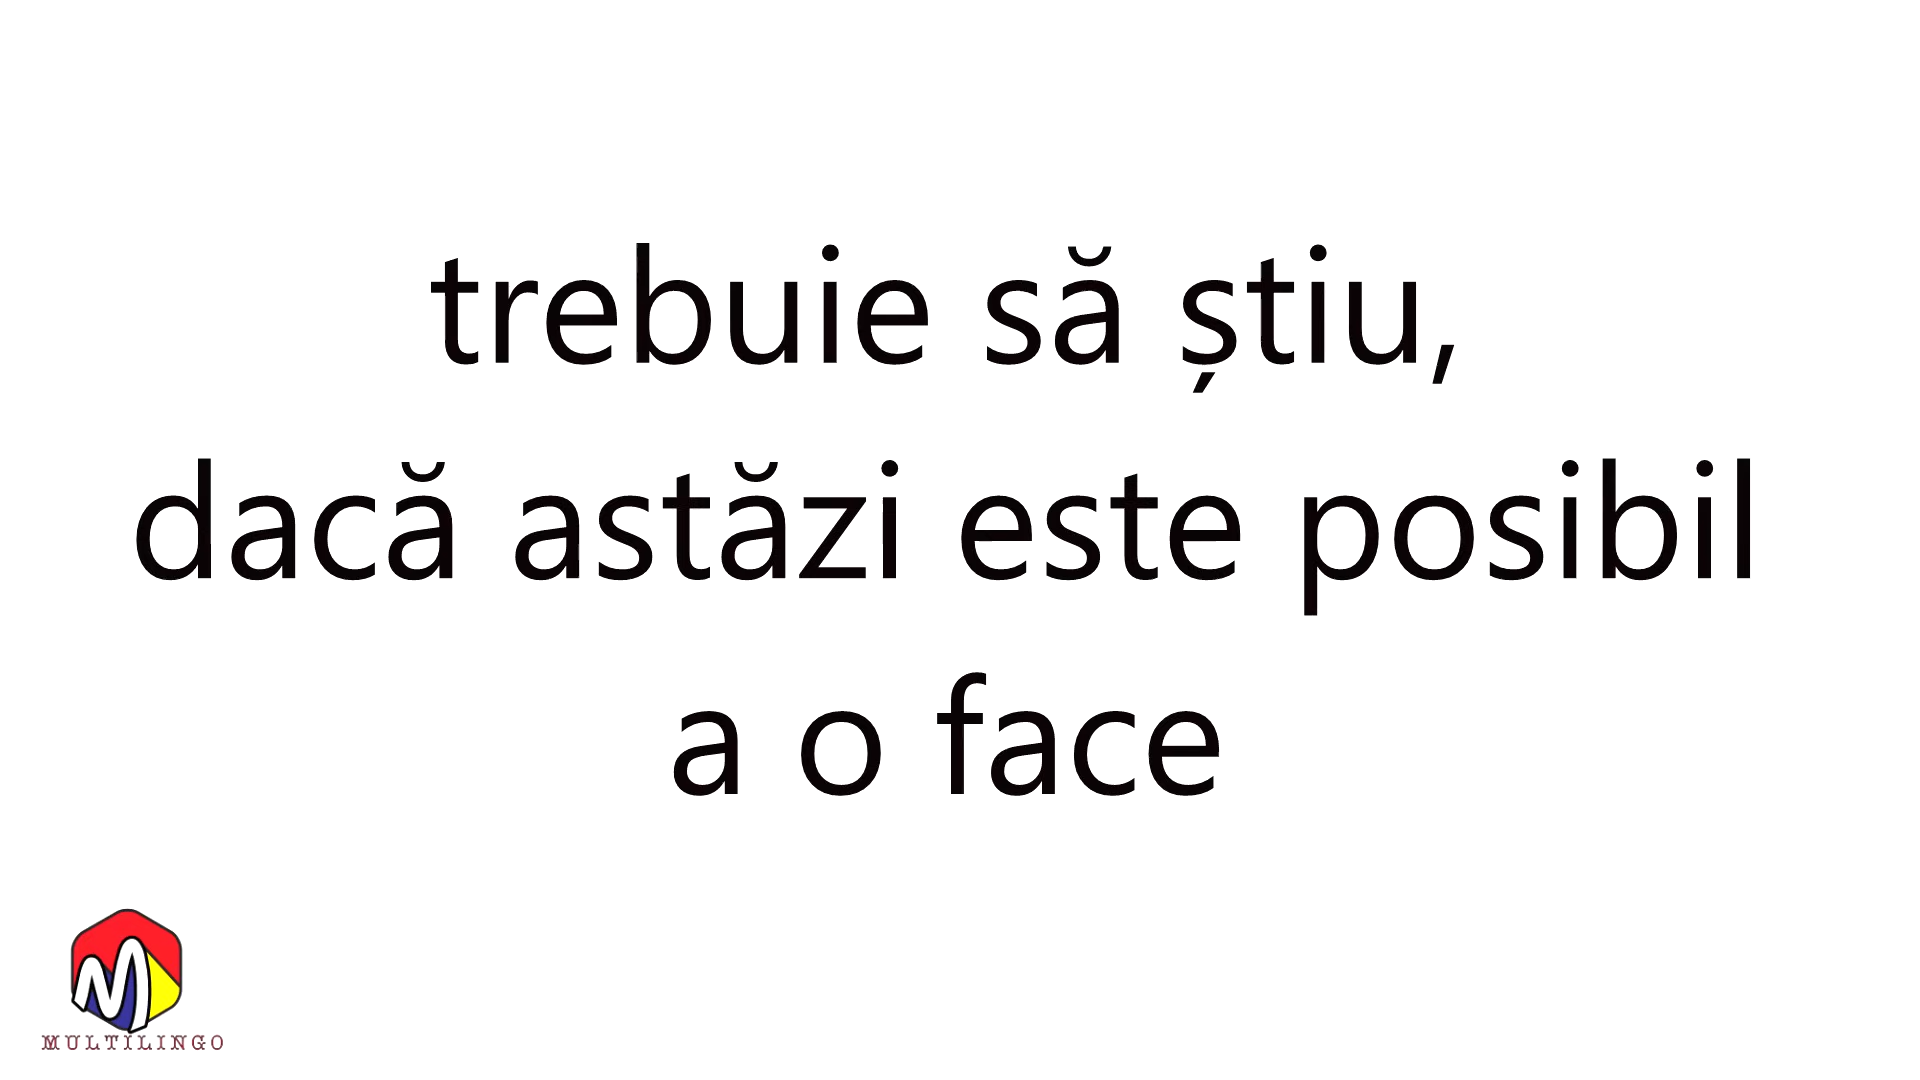 trebuie să știu,
dacă astăzi este posibil
a o face
MULTILINGO